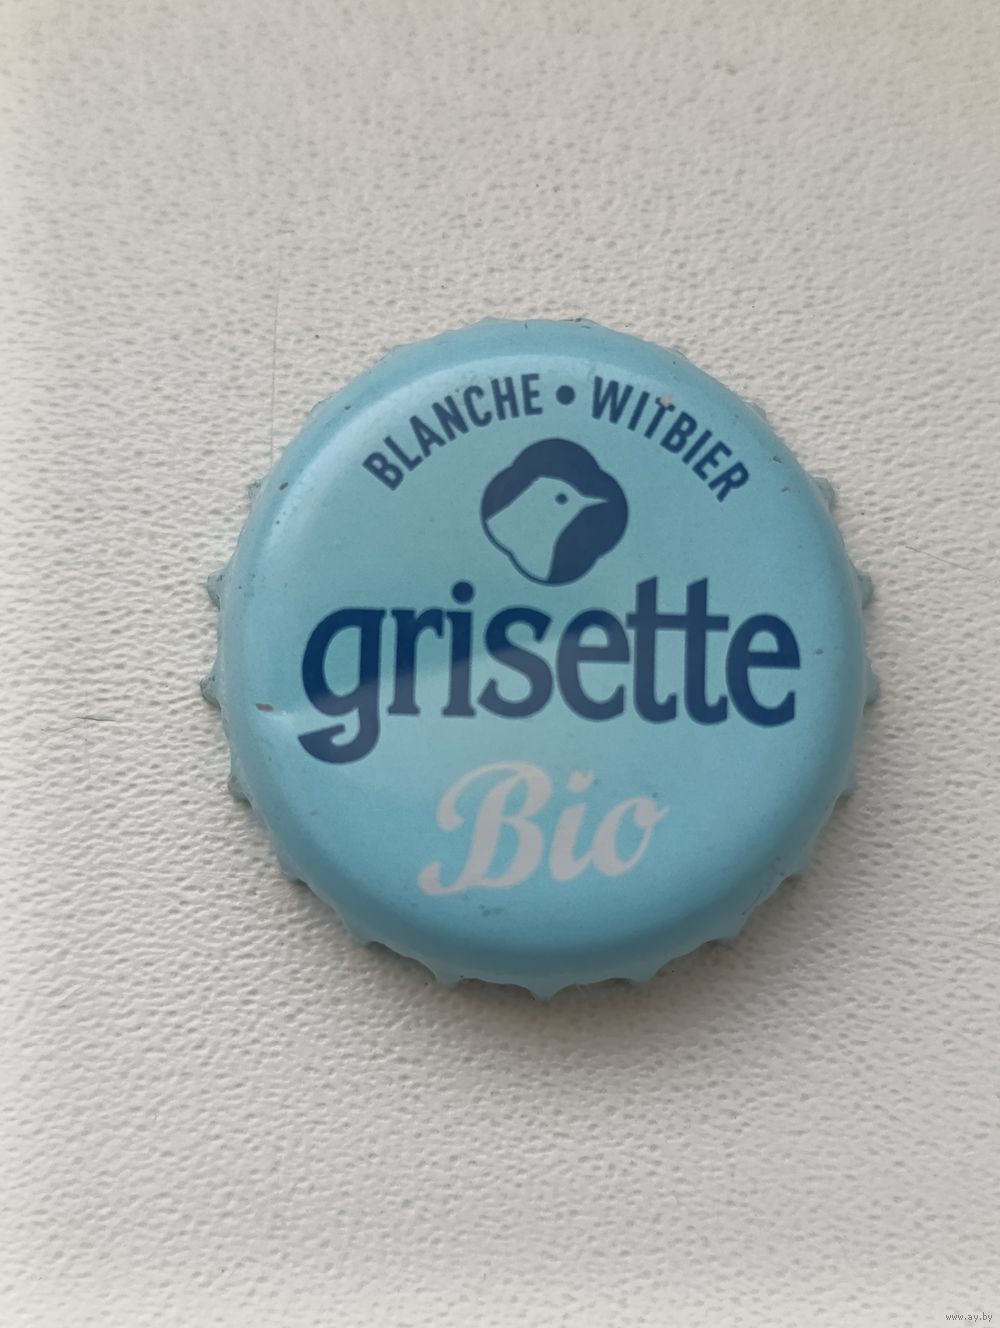 BLANCHE • WITBIER
grisette
Bio
www.ay.by